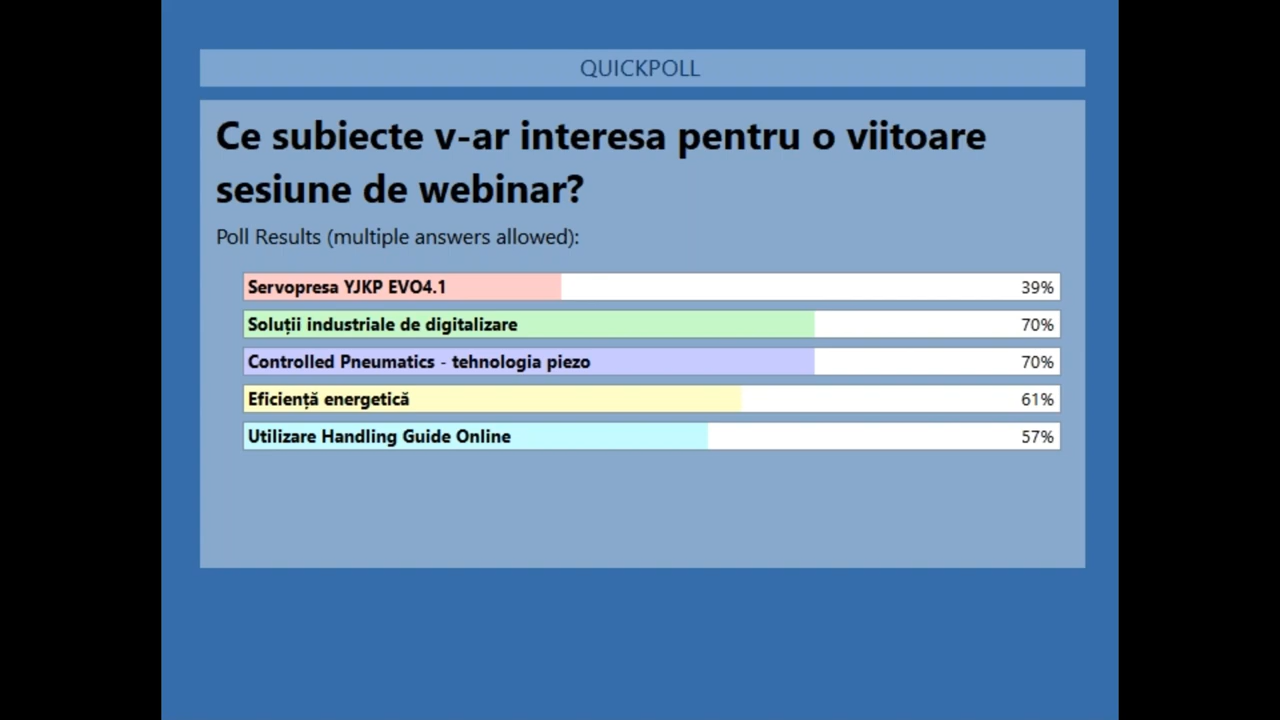 QUICKPOLL
Ce subiecte v-ar interesa pentru o viitoare
sesiune de webinar?
Poll Results (multiple answers allowed):
Servopresa YJKP EVO4.1 39%
Soluții industriale de digitalizare 70%
Controlled Pneumatics - tehnologia piezo 70%
Eficiență energetică 61%
Utilizare Handling Guide Online 57%